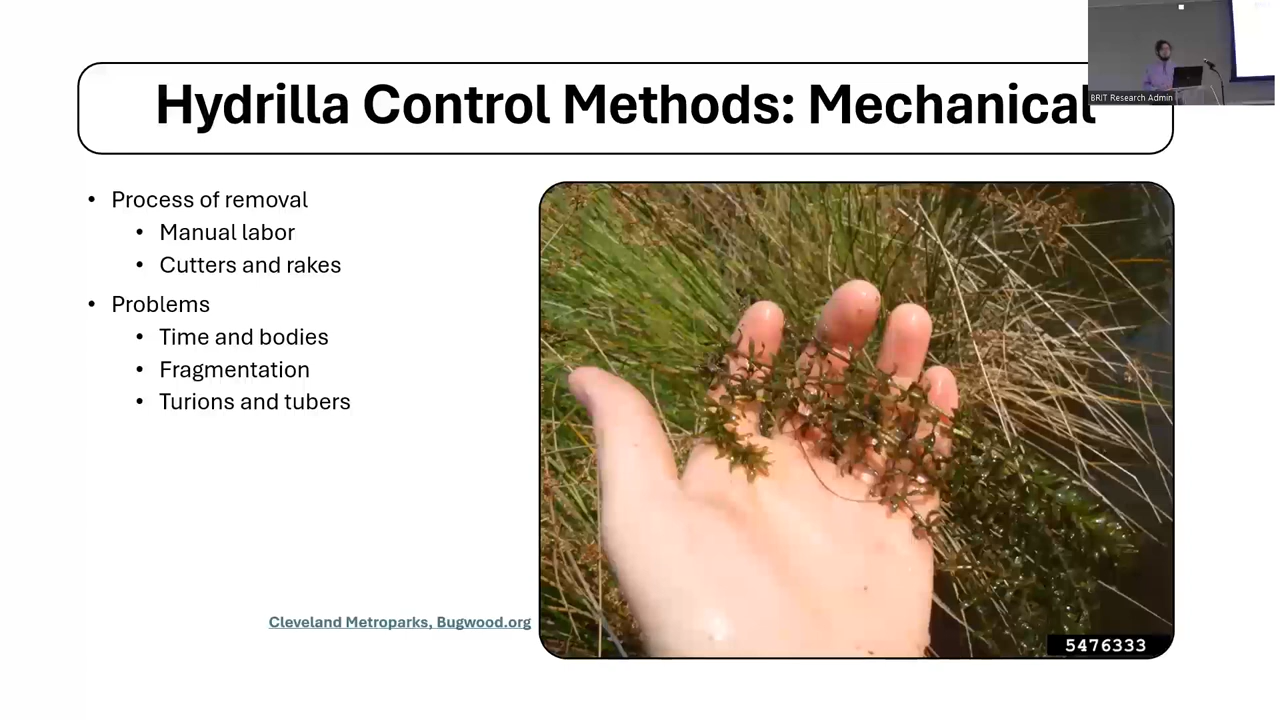 Hydrilla Control Methods: Mechanical
BRIT Research Admin
• Process of removal
• Manual labor
• Cutters and rakes
• Problems
• Time and bodies
• Fragmentation
• Turions and tubers
Cleveland Metroparks, Bugwood.org
5476333